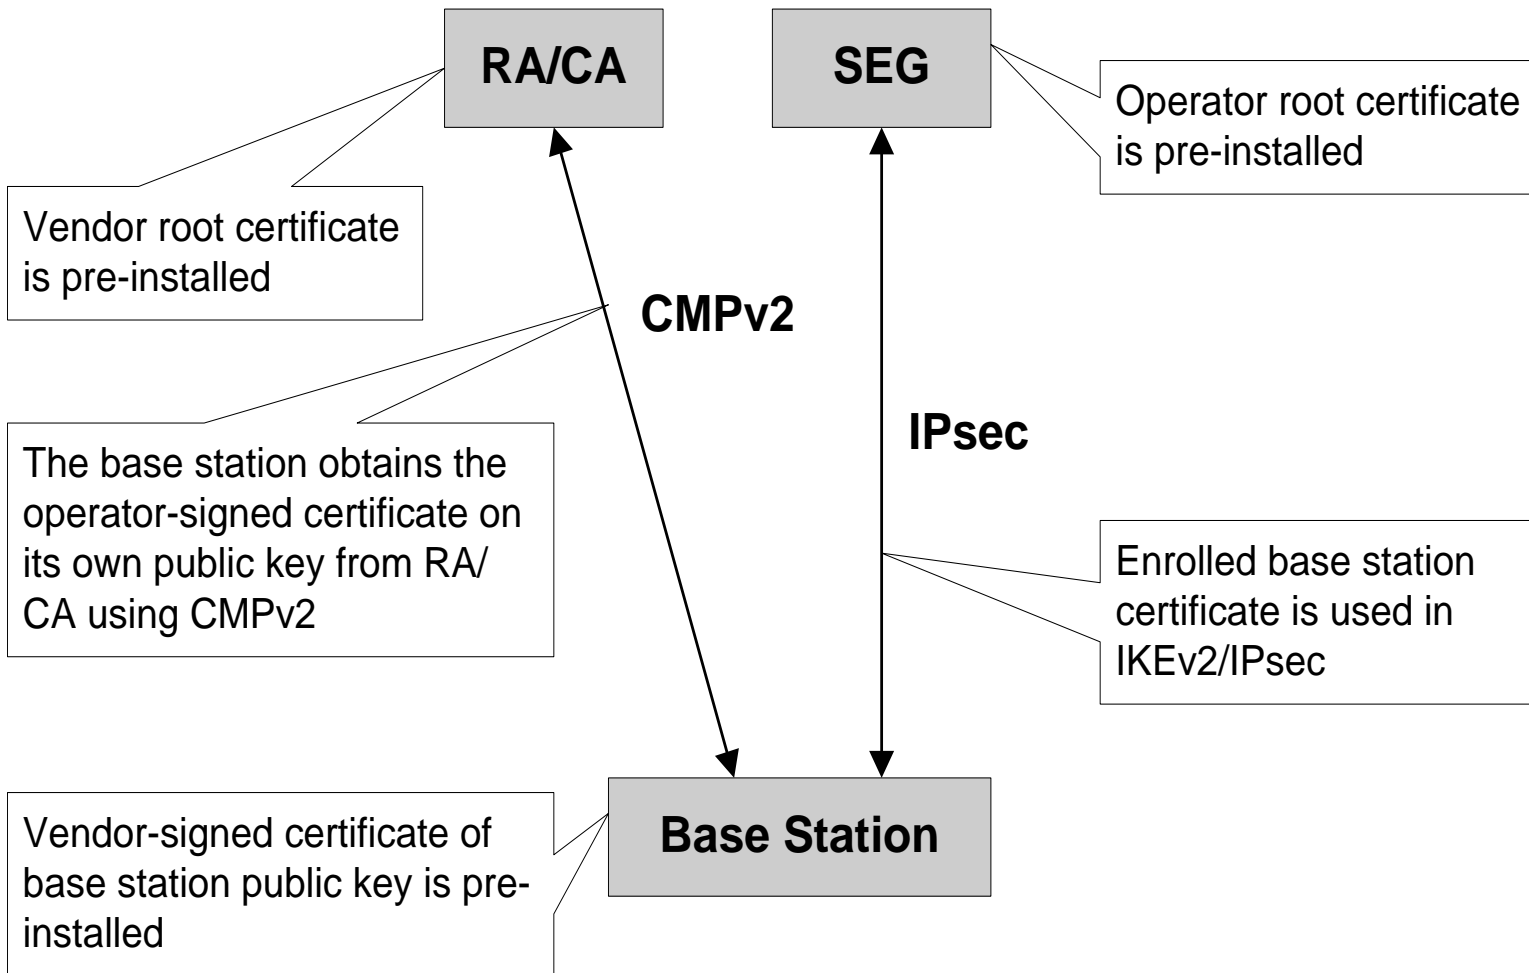 RA/CA
SEG
Operator root certificate
is pre-installed
Vendor root certificate
is pre-installed
CMPv2
IPsec
The base station obtains the
operator-signed certificate on
its own public key from RA/
CA using CMPv2
Enrolled base station
certificate is used in
IKEv2/IPsec
Base Station
Vendor-signed certificate of
base station public key is pre-
installed